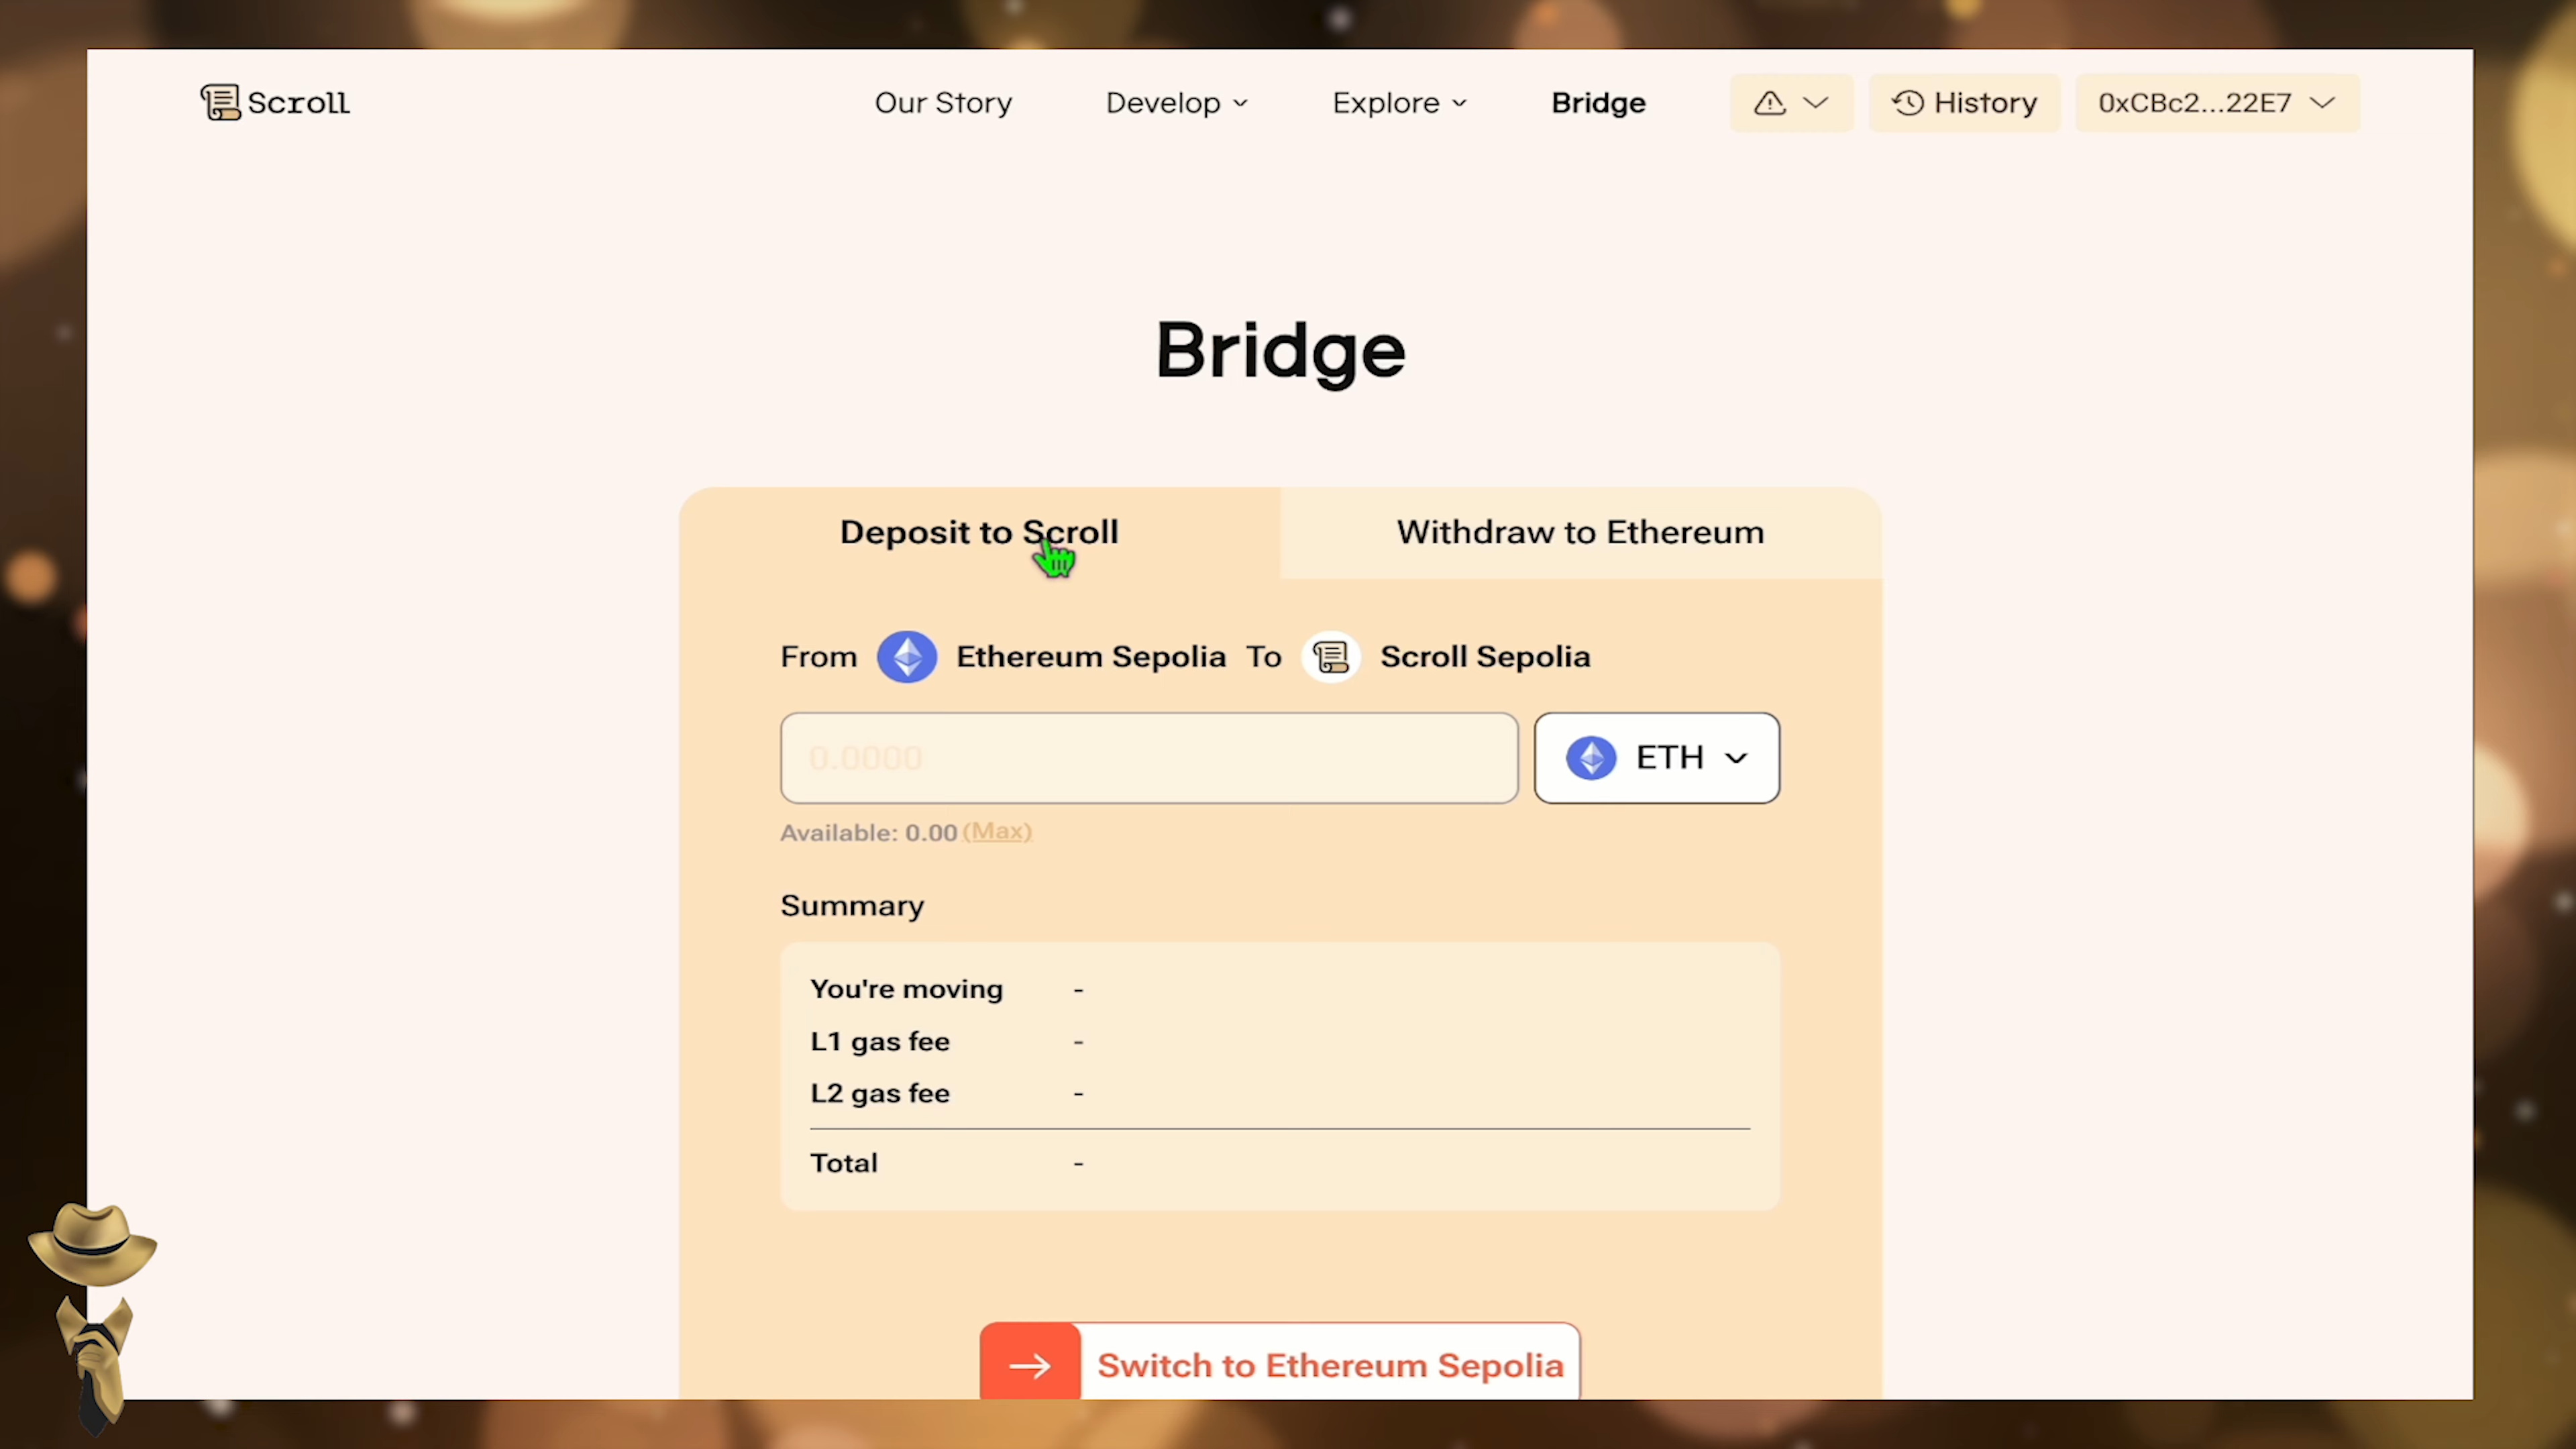 Scroll
Our Story
Develop
Explore
Bridge
History
0xCBc2...22E7
Bridge
Deposit to Scroll
Withdraw to Ethereum
From Ethereum Sepolia To Scroll Sepolia
0.0000
ETH
Available: 0.00 (Max)
Summary
You're moving -
L1 gas fee -
L2 gas fee -
Total -
Switch to Ethereum Sepolia